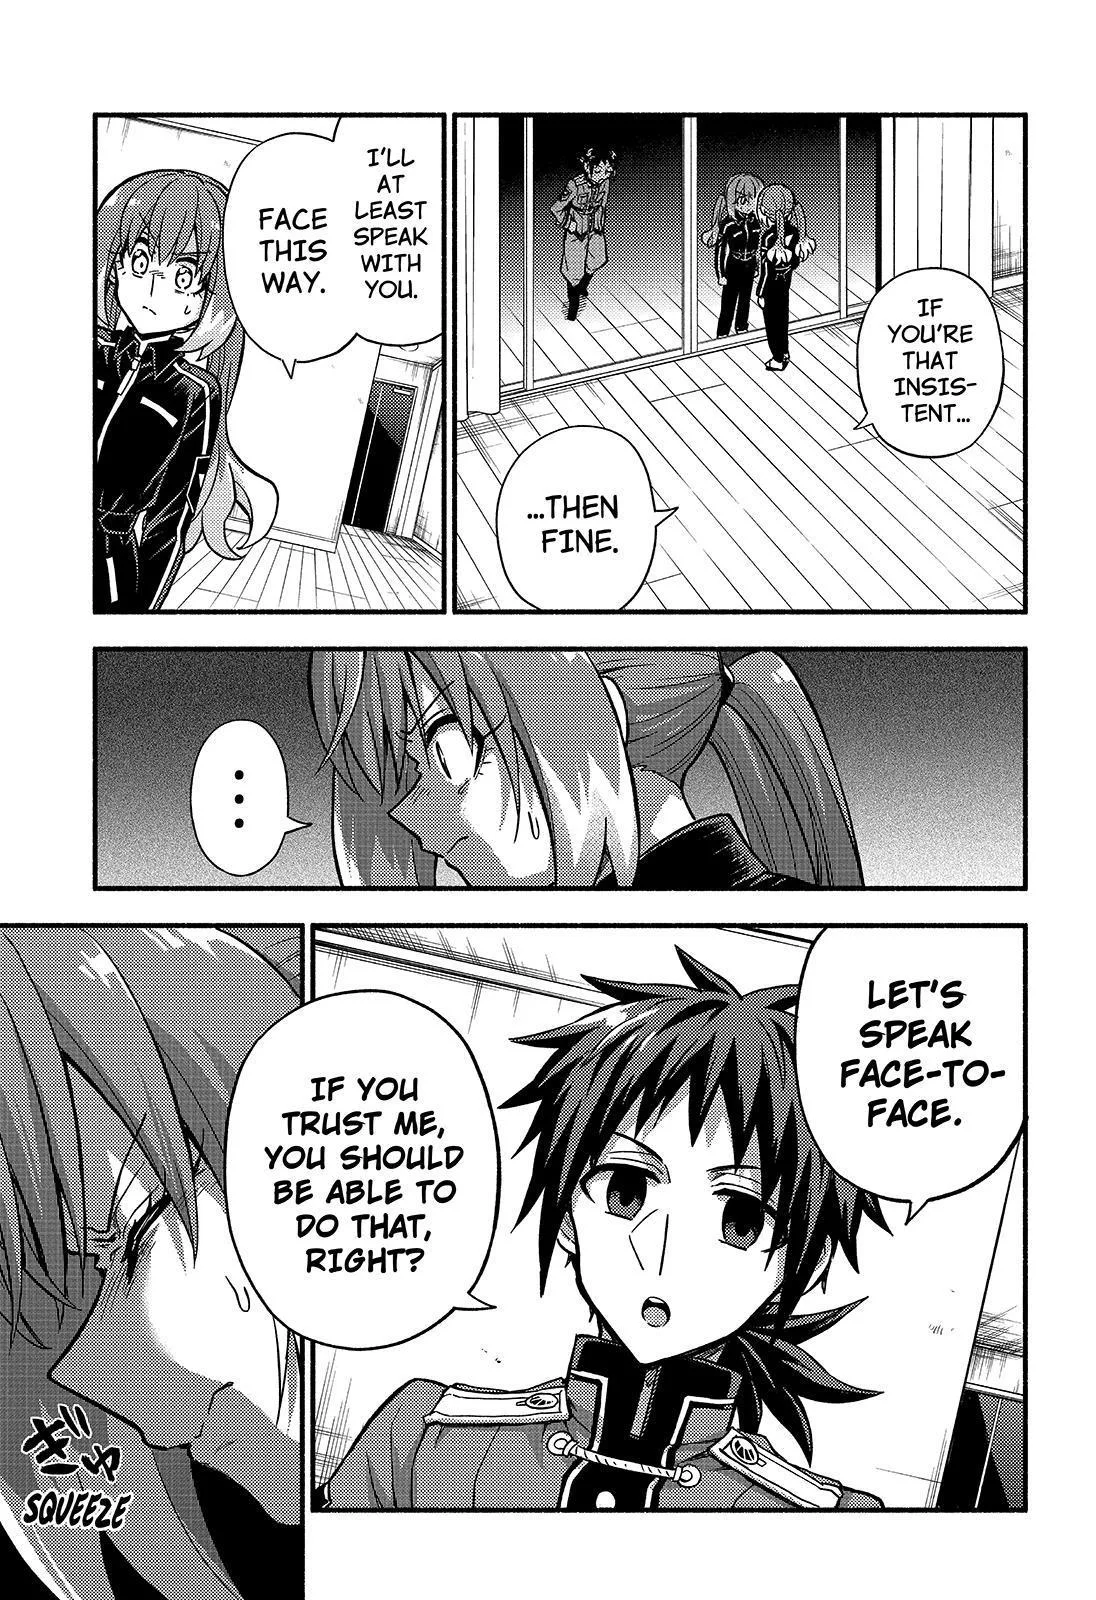 IF
YOU'RE
THAT
INSIS-
TENT...
...THEN
FINE.
I'LL
AT
LEAST
SPEAK
WITH
YOU.
FACE
THIS
WAY.
...
LET'S
SPEAK
FACE-TO-
FACE.
IF YOU
TRUST ME,
YOU SHOULD
BE ABLE TO
DO THAT,
RIGHT?
ぎゅ
SQUEEZE